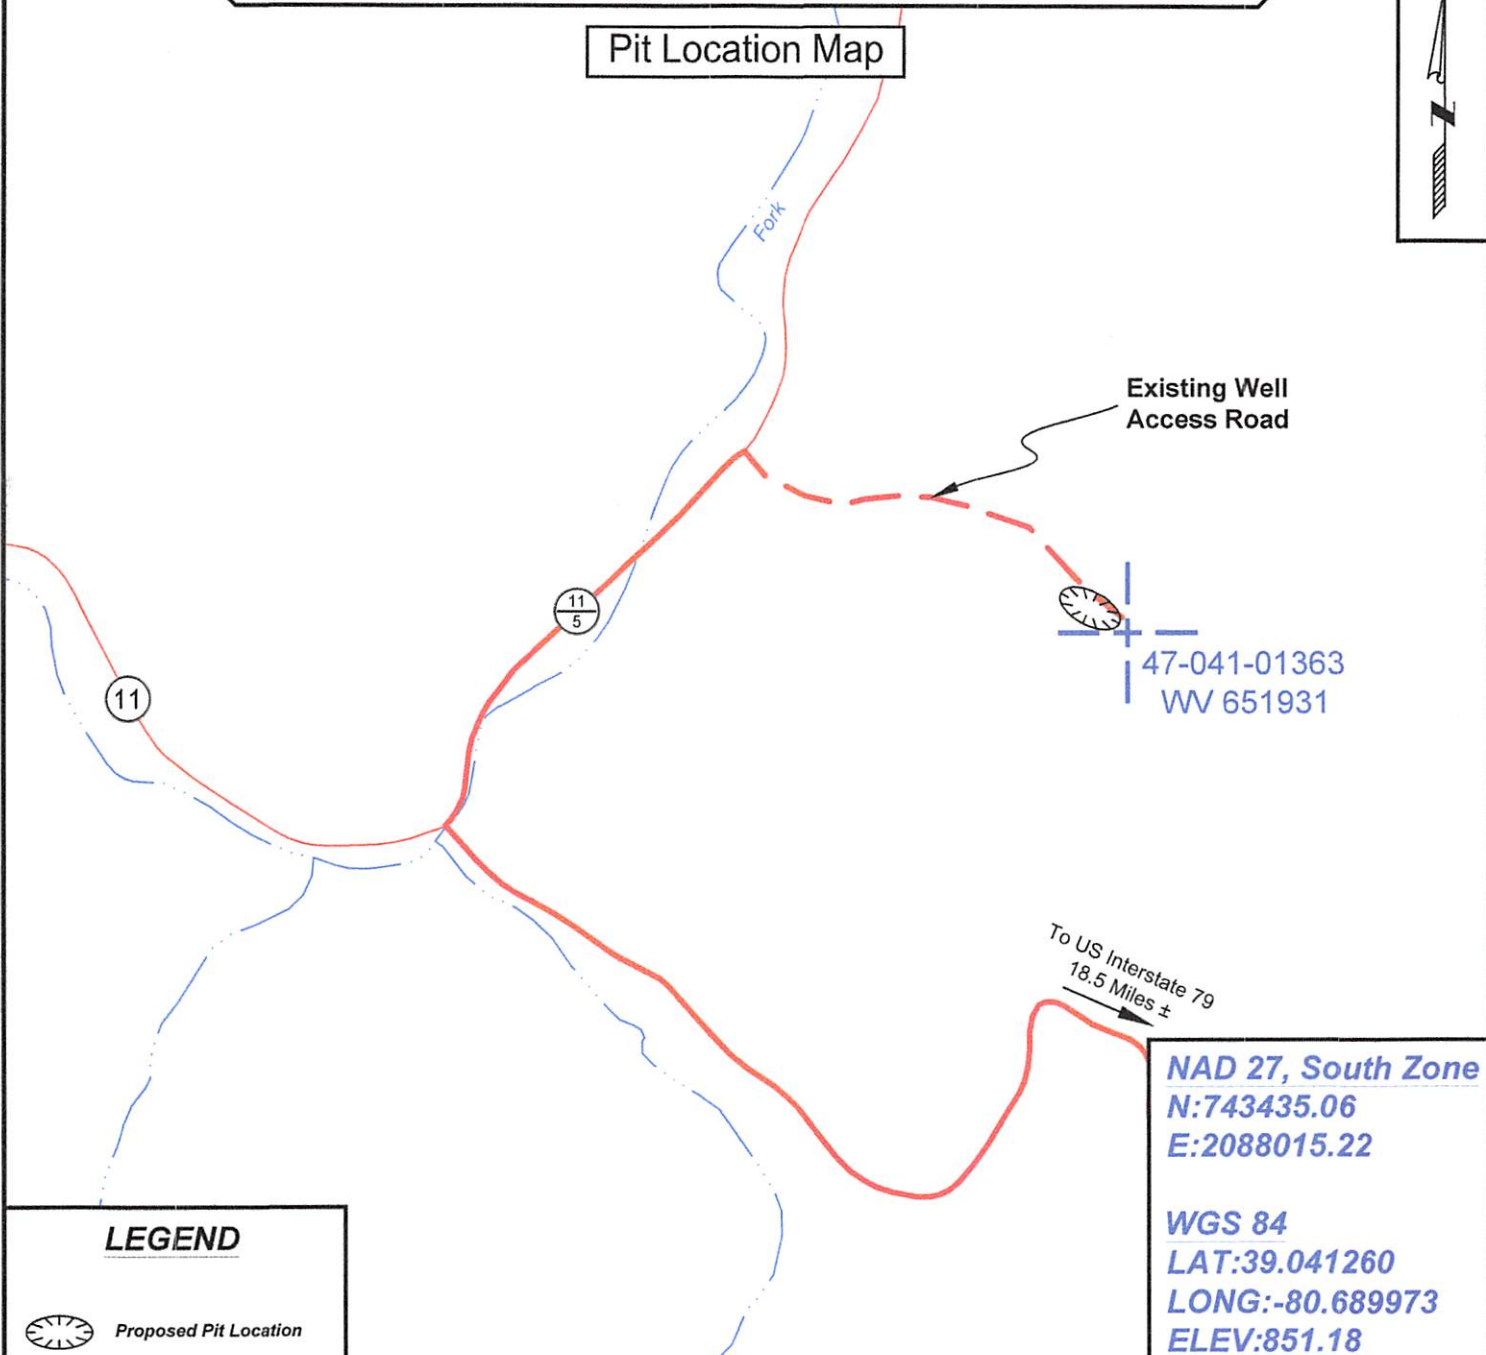 Pit Location Map
N
Fork
Existing Well
Access Road
11
5
47-041-01363
WV 651931
11
To US Interstate 79
18.5 Miles ±
NAD 27, South Zone
N:743435.06
E:2088015.22
WGS 84
LAT:39.041260
LONG:-80.689973
ELEV:851.18
LEGEND
Proposed Pit Location